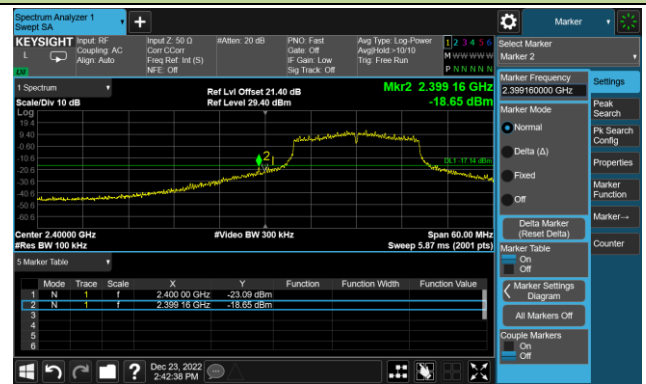 Spectrum Analyzer 1
Swept SA
+
Marker
KEYSIGHT
L
Input: RF
Coupling: AC
Align: Auto
Input Z: 50 Ω
Corr CCorr
Freq Ref: Int (S)
NFE: Off
#Atten: 20 dB
PNO: Fast
Gate: Off
IF Gain: Low
Sig Track: Off
Avg Type: Log-Power
Avg|Hold:>10/10
Trig: Free Run
1 2 3 4 5 6
M W W W W W
P N N N N N
Select Marker
Marker 2
Marker Frequency
2.399160000 GHz
Settings
1 Spectrum
Ref Lvl Offset 21.40 dB
Mkr2 2.399 16 GHz
Scale/Div 10 dB
Ref Level 29.40 dBm
-18.65 dBm
Log
19.4
9.40
-0.60
-10.6
-20.6
-30.6
-40.6
-50.6
-60.6
2
1
DL1 -17.14 dBm
Center 2.40000 GHz
#Video BW 300 kHz
Span 60.00 MHz
#Res BW 100 kHz
Sweep 5.87 ms (2001 pts)
Marker Mode
Normal
Delta (Δ)
Fixed
Off
Delta Marker
(Reset Delta)
Marker Table
On
Off
Marker Settings
Diagram
All Markers Off
Couple Markers
On
Off
Peak
Search
Pk Search
Config
Properties
Marker
Function
Marker→
Counter
5 Marker Table
Mode Trace Scale X Y Function Function Width Function Value
1 N 1 f 2.400 00 GHz -23.09 dBm
2 N 1 f 2.399 16 GHz -18.65 dBm
3
4
5
6
?
Dec 23, 2022
2:42:38 PM